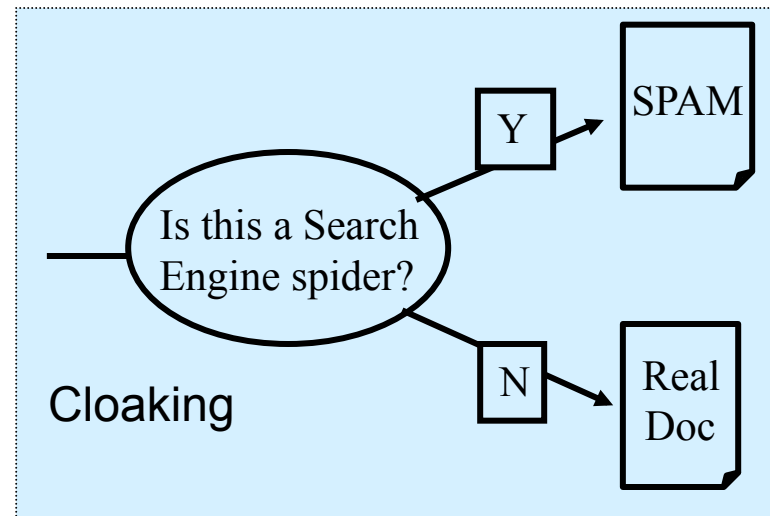 SPAM
Y
Is this a Search
Engine spider?
N
Real
Doc
Cloaking